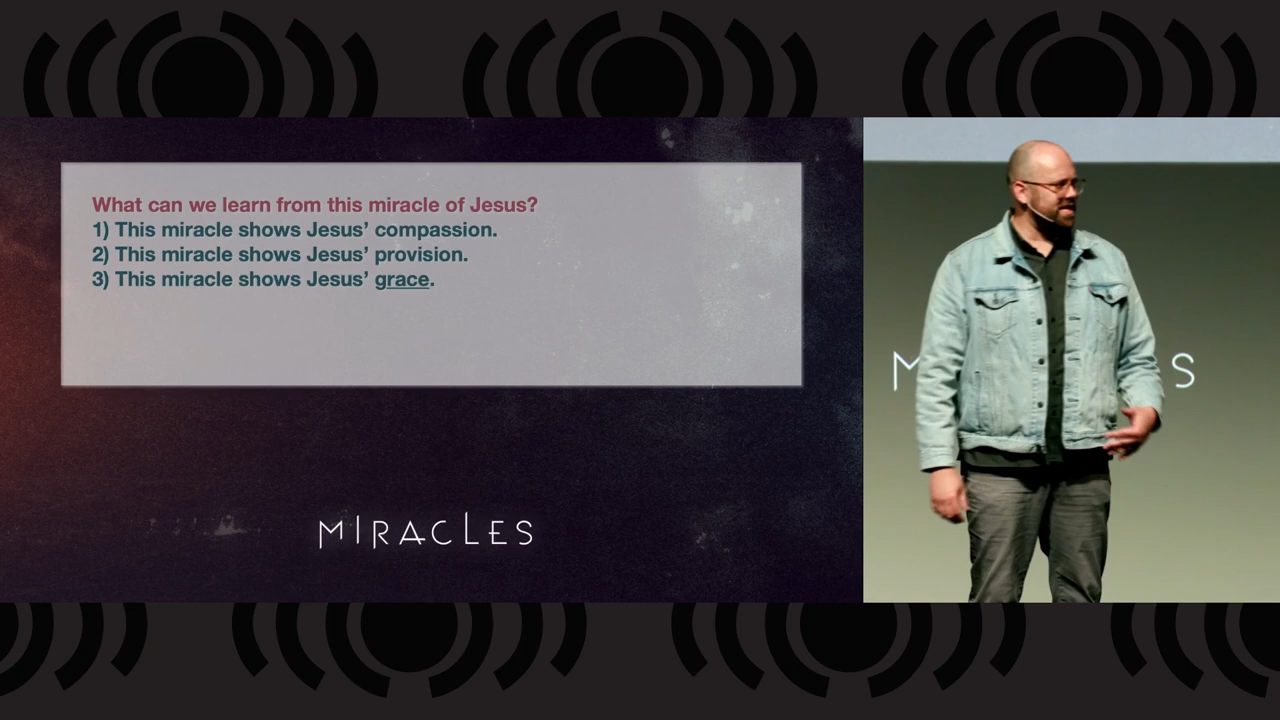 What can we learn from this miracle of Jesus?
1) This miracle shows Jesus’ compassion.
2) This miracle shows Jesus’ provision.
3) This miracle shows Jesus’ grace.
MIRACLES
M S